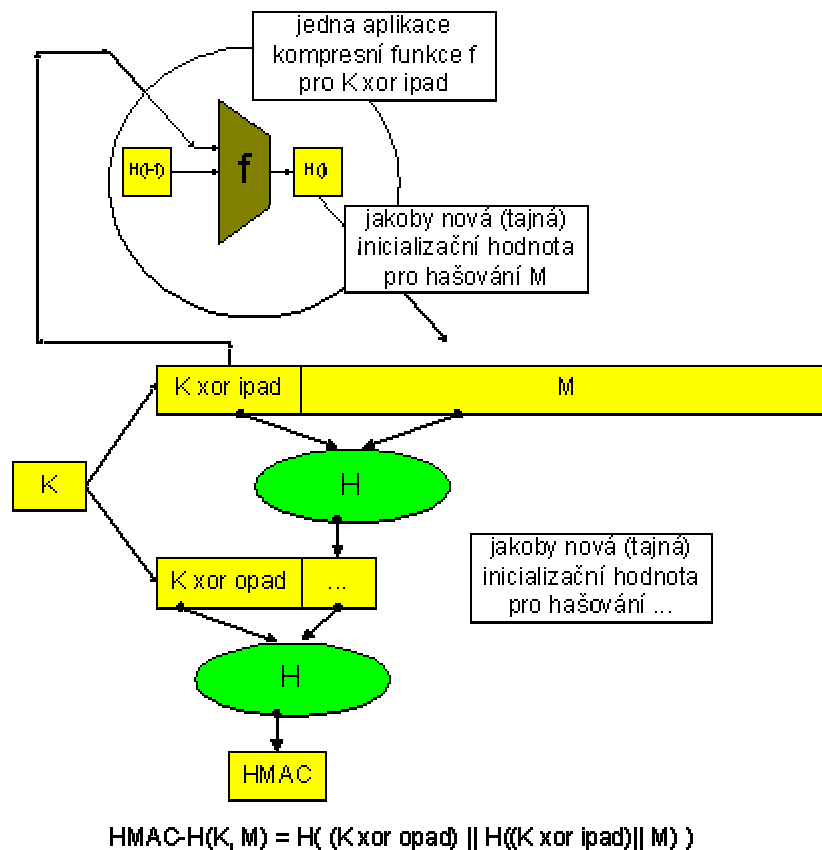 jedna aplikace
kompresní funkce f
pro K xor ipad
H(i-1)
f
H(i)
jakoby nová (tajná)
inicializační hodnota
pro hašování M
K xor ipad
M
K
H
K xor opad
...
jakoby nová (tajná)
inicializační hodnota
pro hašování ...
H
HMAC
HMAC-H(K, M) = H( (K xor opad) || H((K xor ipad)|| M) )